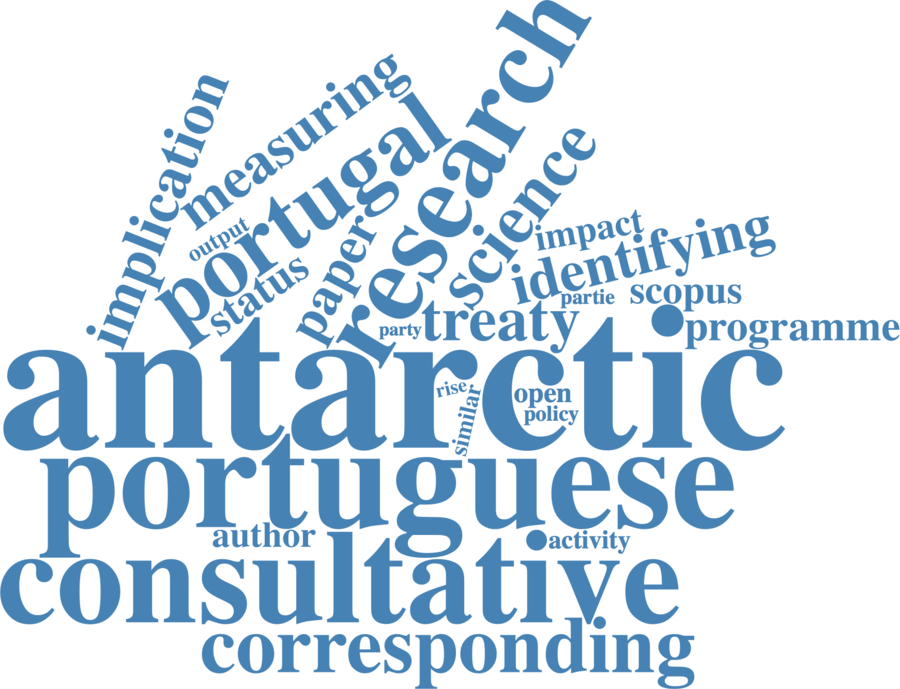 research
measuring
implication
portugal
science
output
paper
impact
identifying
status
partie
scopus
party
treaty
programme
antarctic
rise
similar
open
policy
portuguese
author
activity
consultative
corresponding